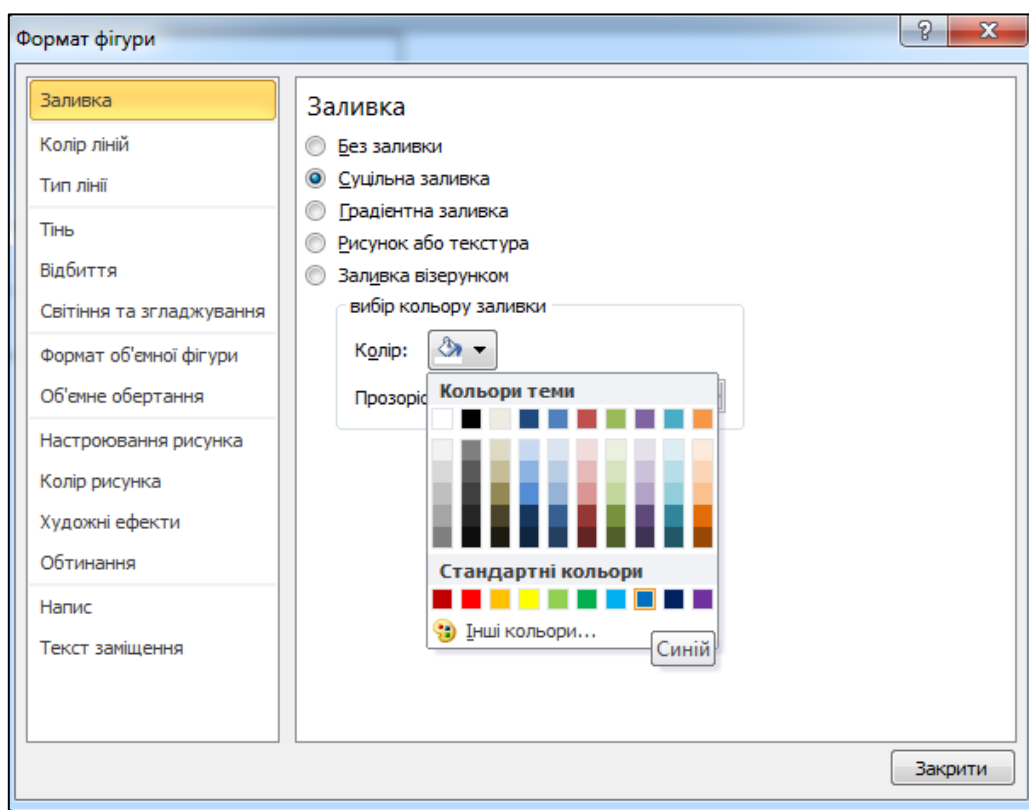 Формат фігури
Заливка
Колір ліній
Тип лінії
Тінь
Відбиття
Світіння та згладжування
Формат об'ємної фігури
Об'ємне обертання
Настроювання рисунка
Колір рисунка
Художні ефекти
Обтинання
Напис
Текст заміщення
Заливка
Без заливки
Суцільна заливка
Градієнтна заливка
Рисунок або текстура
Заливка візерунком
вибір кольору заливки
Колір:
Прозоріс
Кольори теми
Стандартні кольори
Інші кольори...
Синій
Закрити